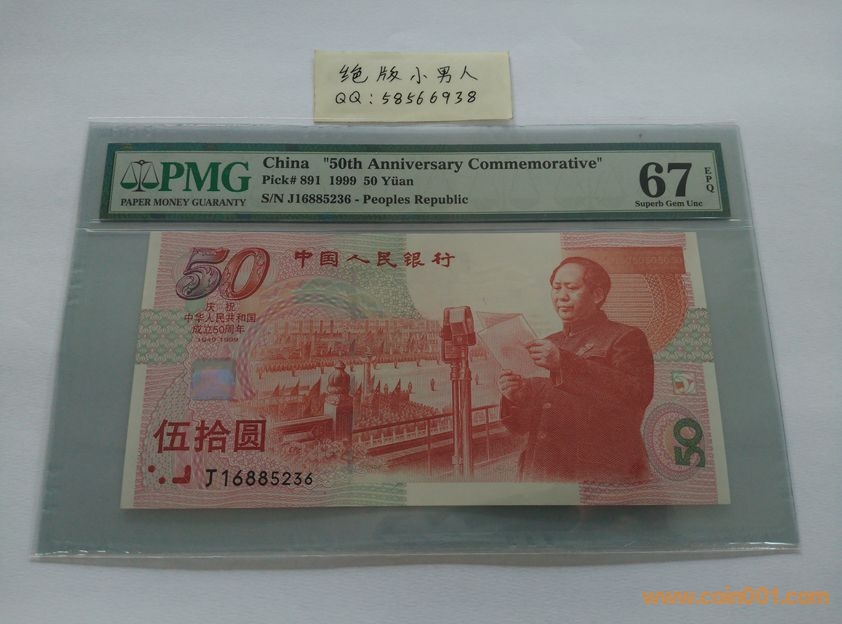 绝版小男人
QQ: 58566938
PMG
PAPER MONEY GUARANTY
China "50th Anniversary Commemorative"
Pick# 891 1999 50 Yüan
S/N J16885236 - Peoples Republic
67
EPQ
Superb Gem Unc
50
中国人民银行
庆祝
中华人民共和国
成立50周年
1949-1999
伍拾圆
J16885236
50
www.coin001.com